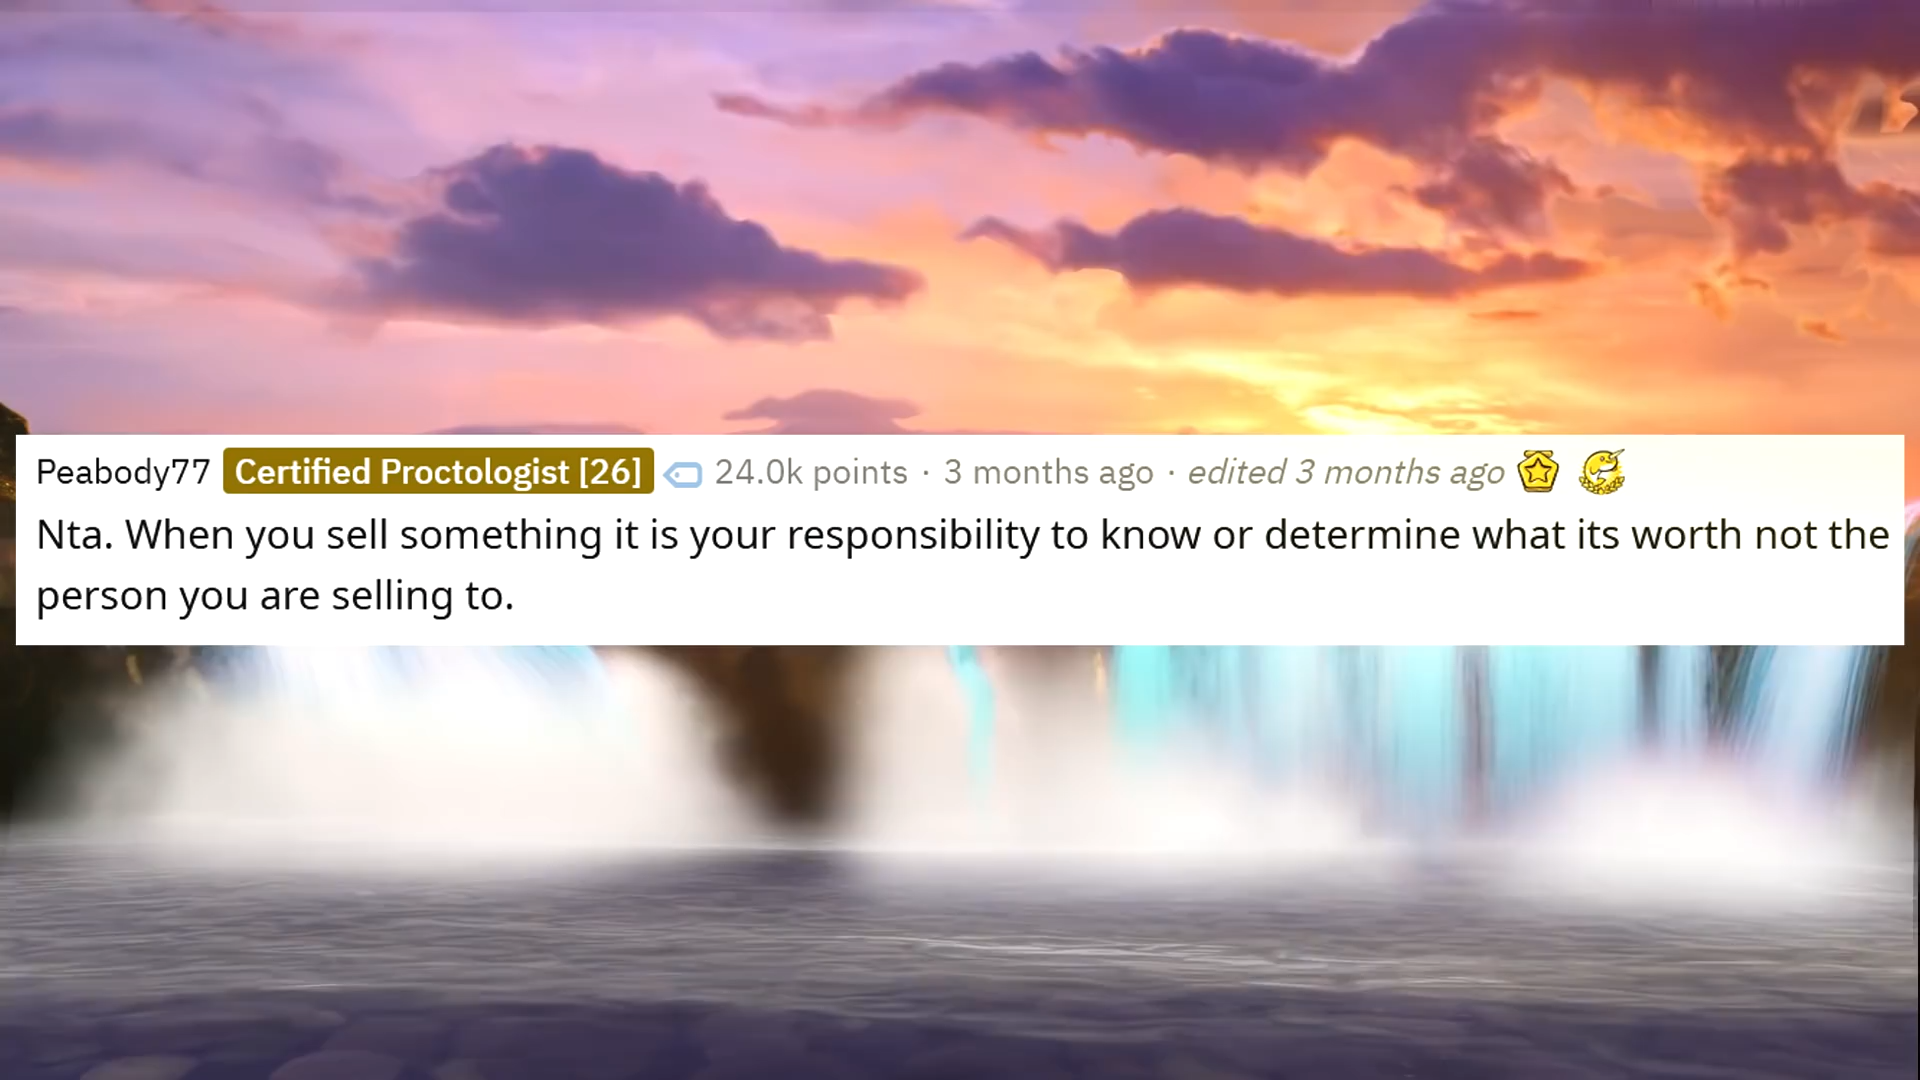 Peabody77 Certified Proctologist [26] 24.0k points · 3 months ago · edited 3 months ago
Nta. When you sell something it is your responsibility to know or determine what its worth not the
person you are selling to.